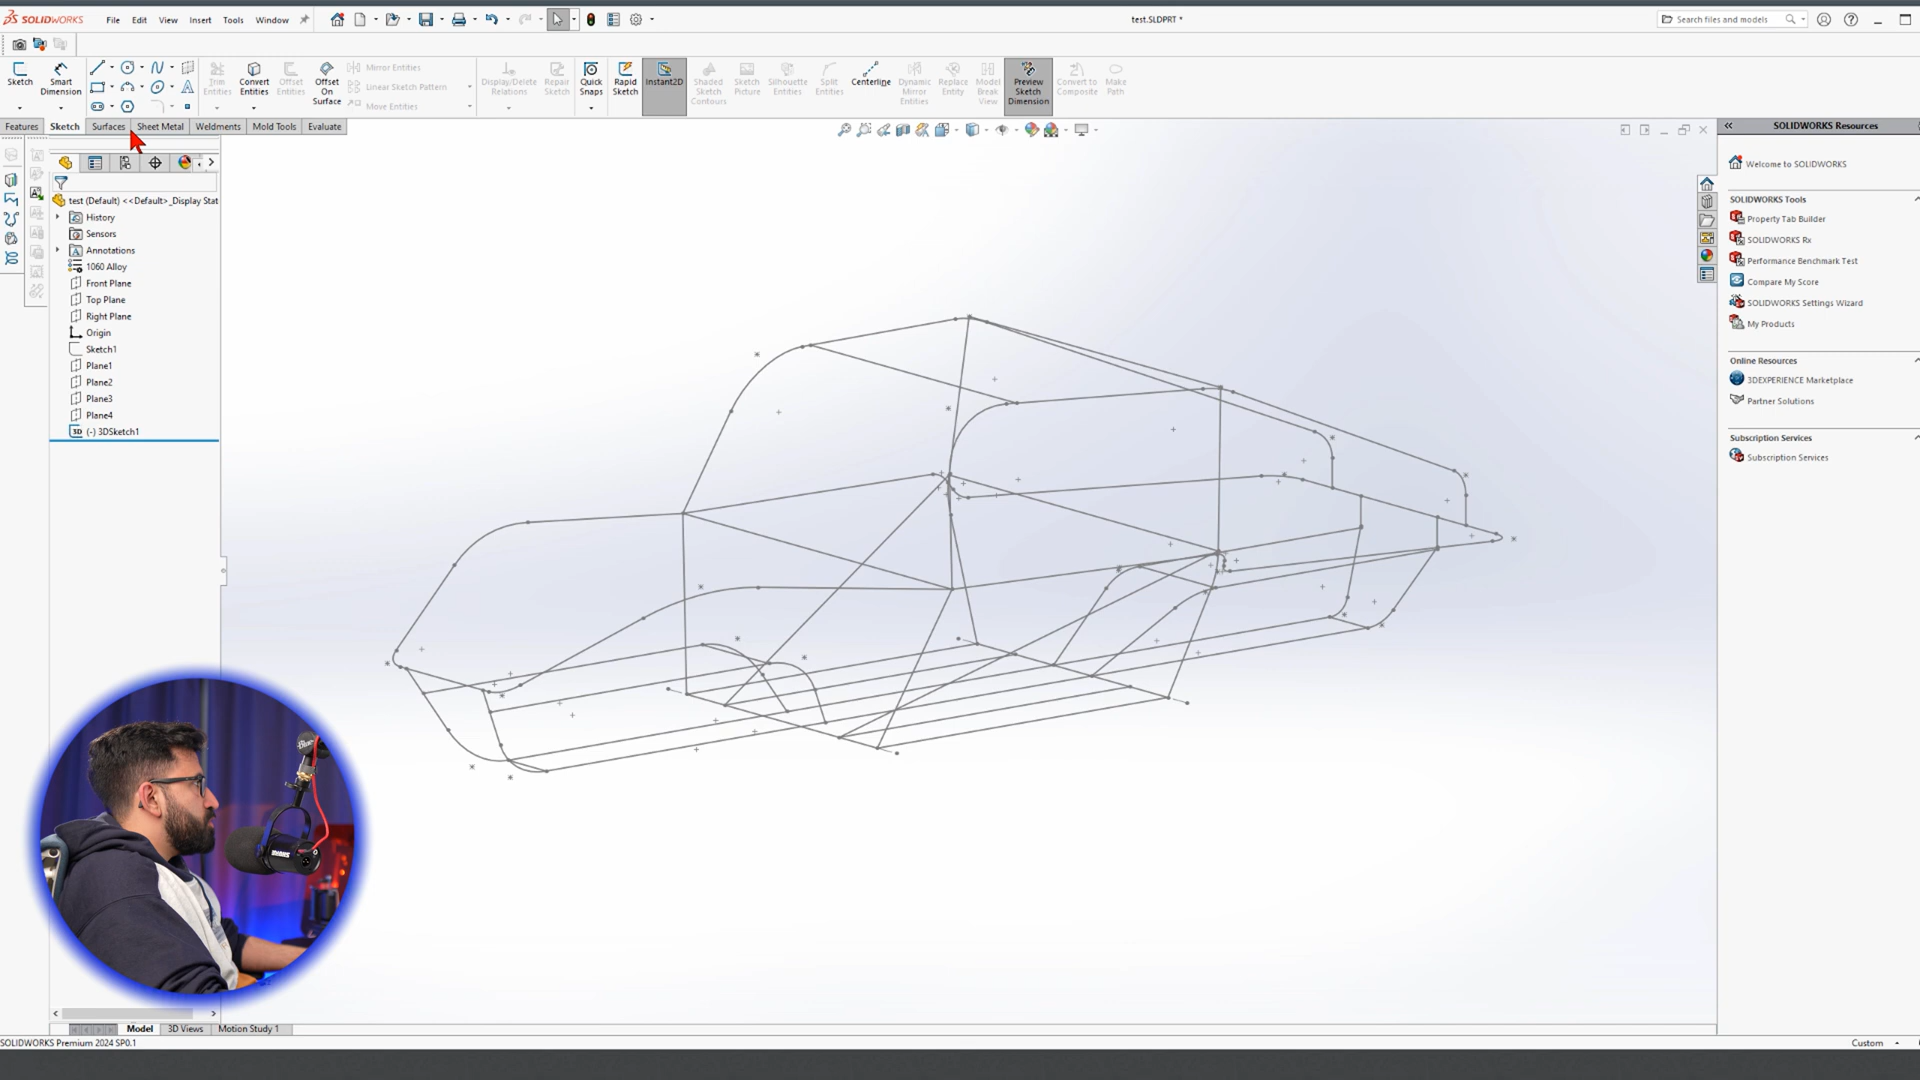 SOLIDWORKS File Edit View Insert Tools Window test.SLDPRT * Search files and models
Sketch Smart Dimension Trim Entities Convert Entities Offset Entities Offset On Surface Mirror Entities Linear Sketch Pattern Move Entities Display/Delete Relations Repair Sketch Quick Snaps Rapid Sketch Instant2D Shaded Sketch Contours Sketch Picture Silhouette Entities Split Entities Centerline Dynamic Mirror Entities Replace Entity Model Break View Preview Sketch Dimension Convert to Composite Make Path
Features Sketch Surfaces Sheet Metal Weldments Mold Tools Evaluate
test (Default) <<Default>_Display Stat
History
Sensors
Annotations
1060 Alloy
Front Plane
Top Plane
Right Plane
Origin
Sketch1
Plane1
Plane2
Plane3
Plane4
3D (-) 3DSketch1
SOLIDWORKS Resources
Welcome to SOLIDWORKS
SOLIDWORKS Tools
Property Tab Builder
SOLIDWORKS Rx
Performance Benchmark Test
Compare My Score
SOLIDWORKS Settings Wizard
My Products
Online Resources
3DEXPERIENCE Marketplace
Partner Solutions
Subscription Services
Subscription Services
Model 3D Views Motion Study 1
SOLIDWORKS Premium 2024 SP0.1 Custom